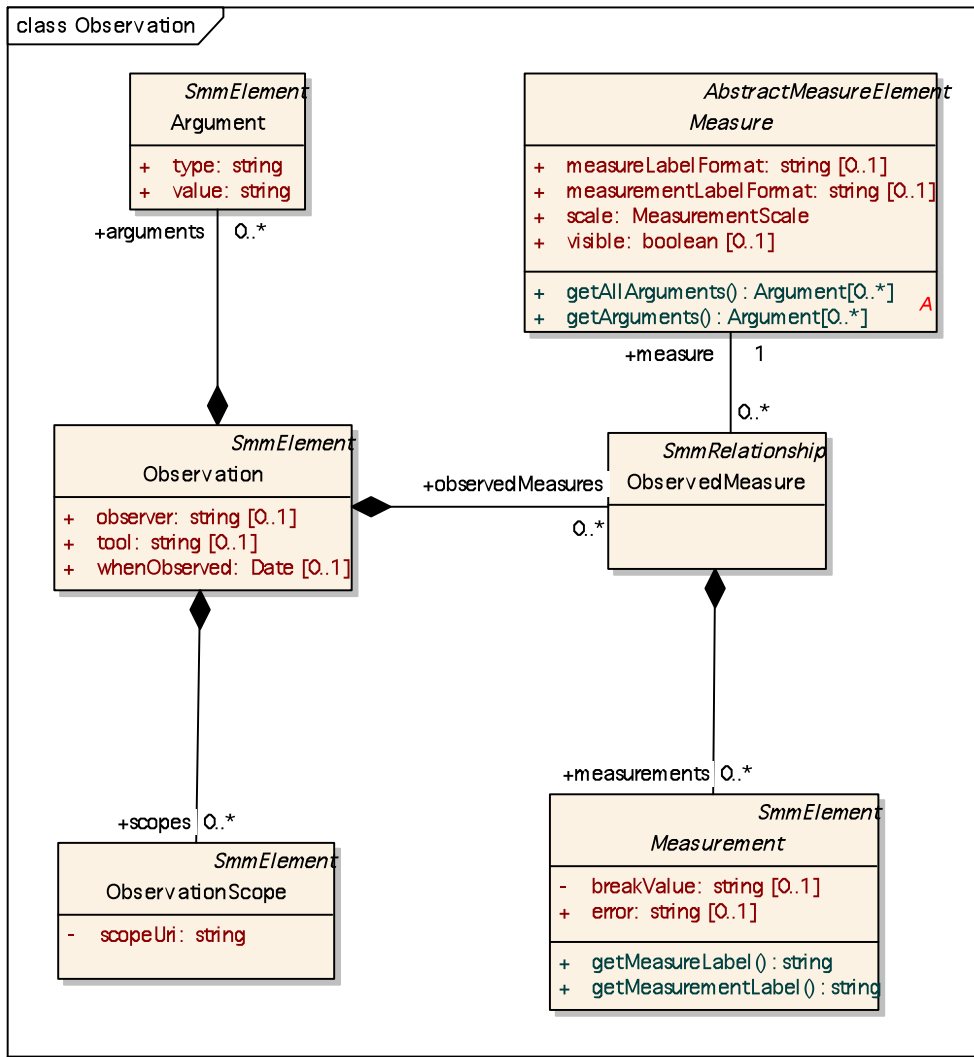 class Observation
SmmElement
Argument
+ type: string
+ value: string
+arguments 0..*
AbstractMeasureElement
Measure
+ measureLabelFormat: string [0..1]
+ measurementLabelFormat: string [0..1]
+ scale: MeasurementScale
+ visible: boolean [0..1]
+ getAllArguments() : Argument[0..*]
+ getArguments() : Argument[0..*]
A
+measure 1
0..*
SmmElement
Observation
+ observer: string [0..1]
+ tool: string [0..1]
+ whenObserved: Date [0..1]
+observedMeasures
0..*
SmmRelationship
ObservedMeasure
+scopes 0..*
SmmElement
ObservationScope
- scopeUri: string
+measurements 0..*
SmmElement
Measurement
- breakValue: string [0..1]
+ error: string [0..1]
+ getMeasureLabel() : string
+ getMeasurementLabel() : string